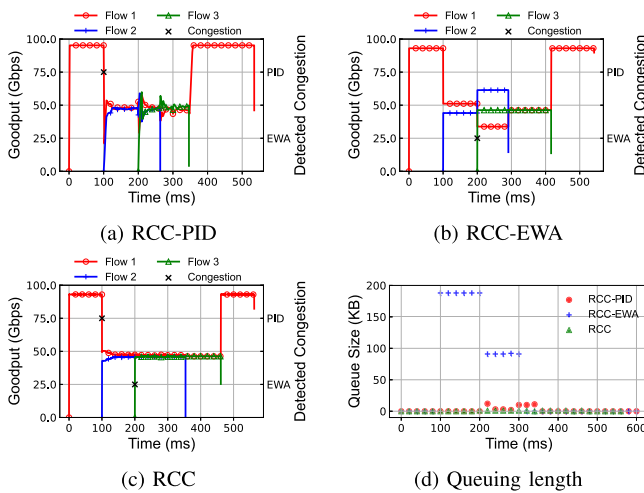 Flow 1 Flow 3
Flow 2 Congestion
100.0
75.0
50.0
25.0
0.0
Goodput (Gbps)
PID
EWA
Detected Congestion
0 100 200 300 400 500
Time (ms)
(a) RCC-PID
Flow 1 Flow 3
Flow 2 Congestion
100.0
75.0
50.0
25.0
0.0
Goodput (Gbps)
PID
EWA
Detected Congestion
0 100 200 300 400 500
Time (ms)
(b) RCC-EWA
Flow 1 Flow 3
Flow 2 Congestion
100.0
75.0
50.0
25.0
0.0
Goodput (Gbps)
PID
EWA
Detected Congestion
0 100 200 300 400 500
Time (ms)
(c) RCC
200
150
100
50
0
Queue Size (KB)
RCC-PID
RCC-EWA
RCC
0 100 200 300 400 500 600
Time (ms)
(d) Queuing length